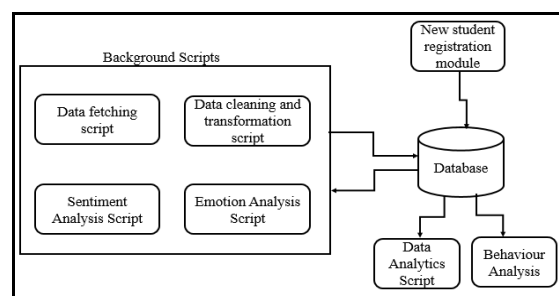 New student
registration
module
Background Scripts
Data fetching
script
Data cleaning and
transformation
script
Sentiment
Analysis Script
Emotion Analysis
Script
Database
Data
Analytics
Script
Behaviour
Analysis